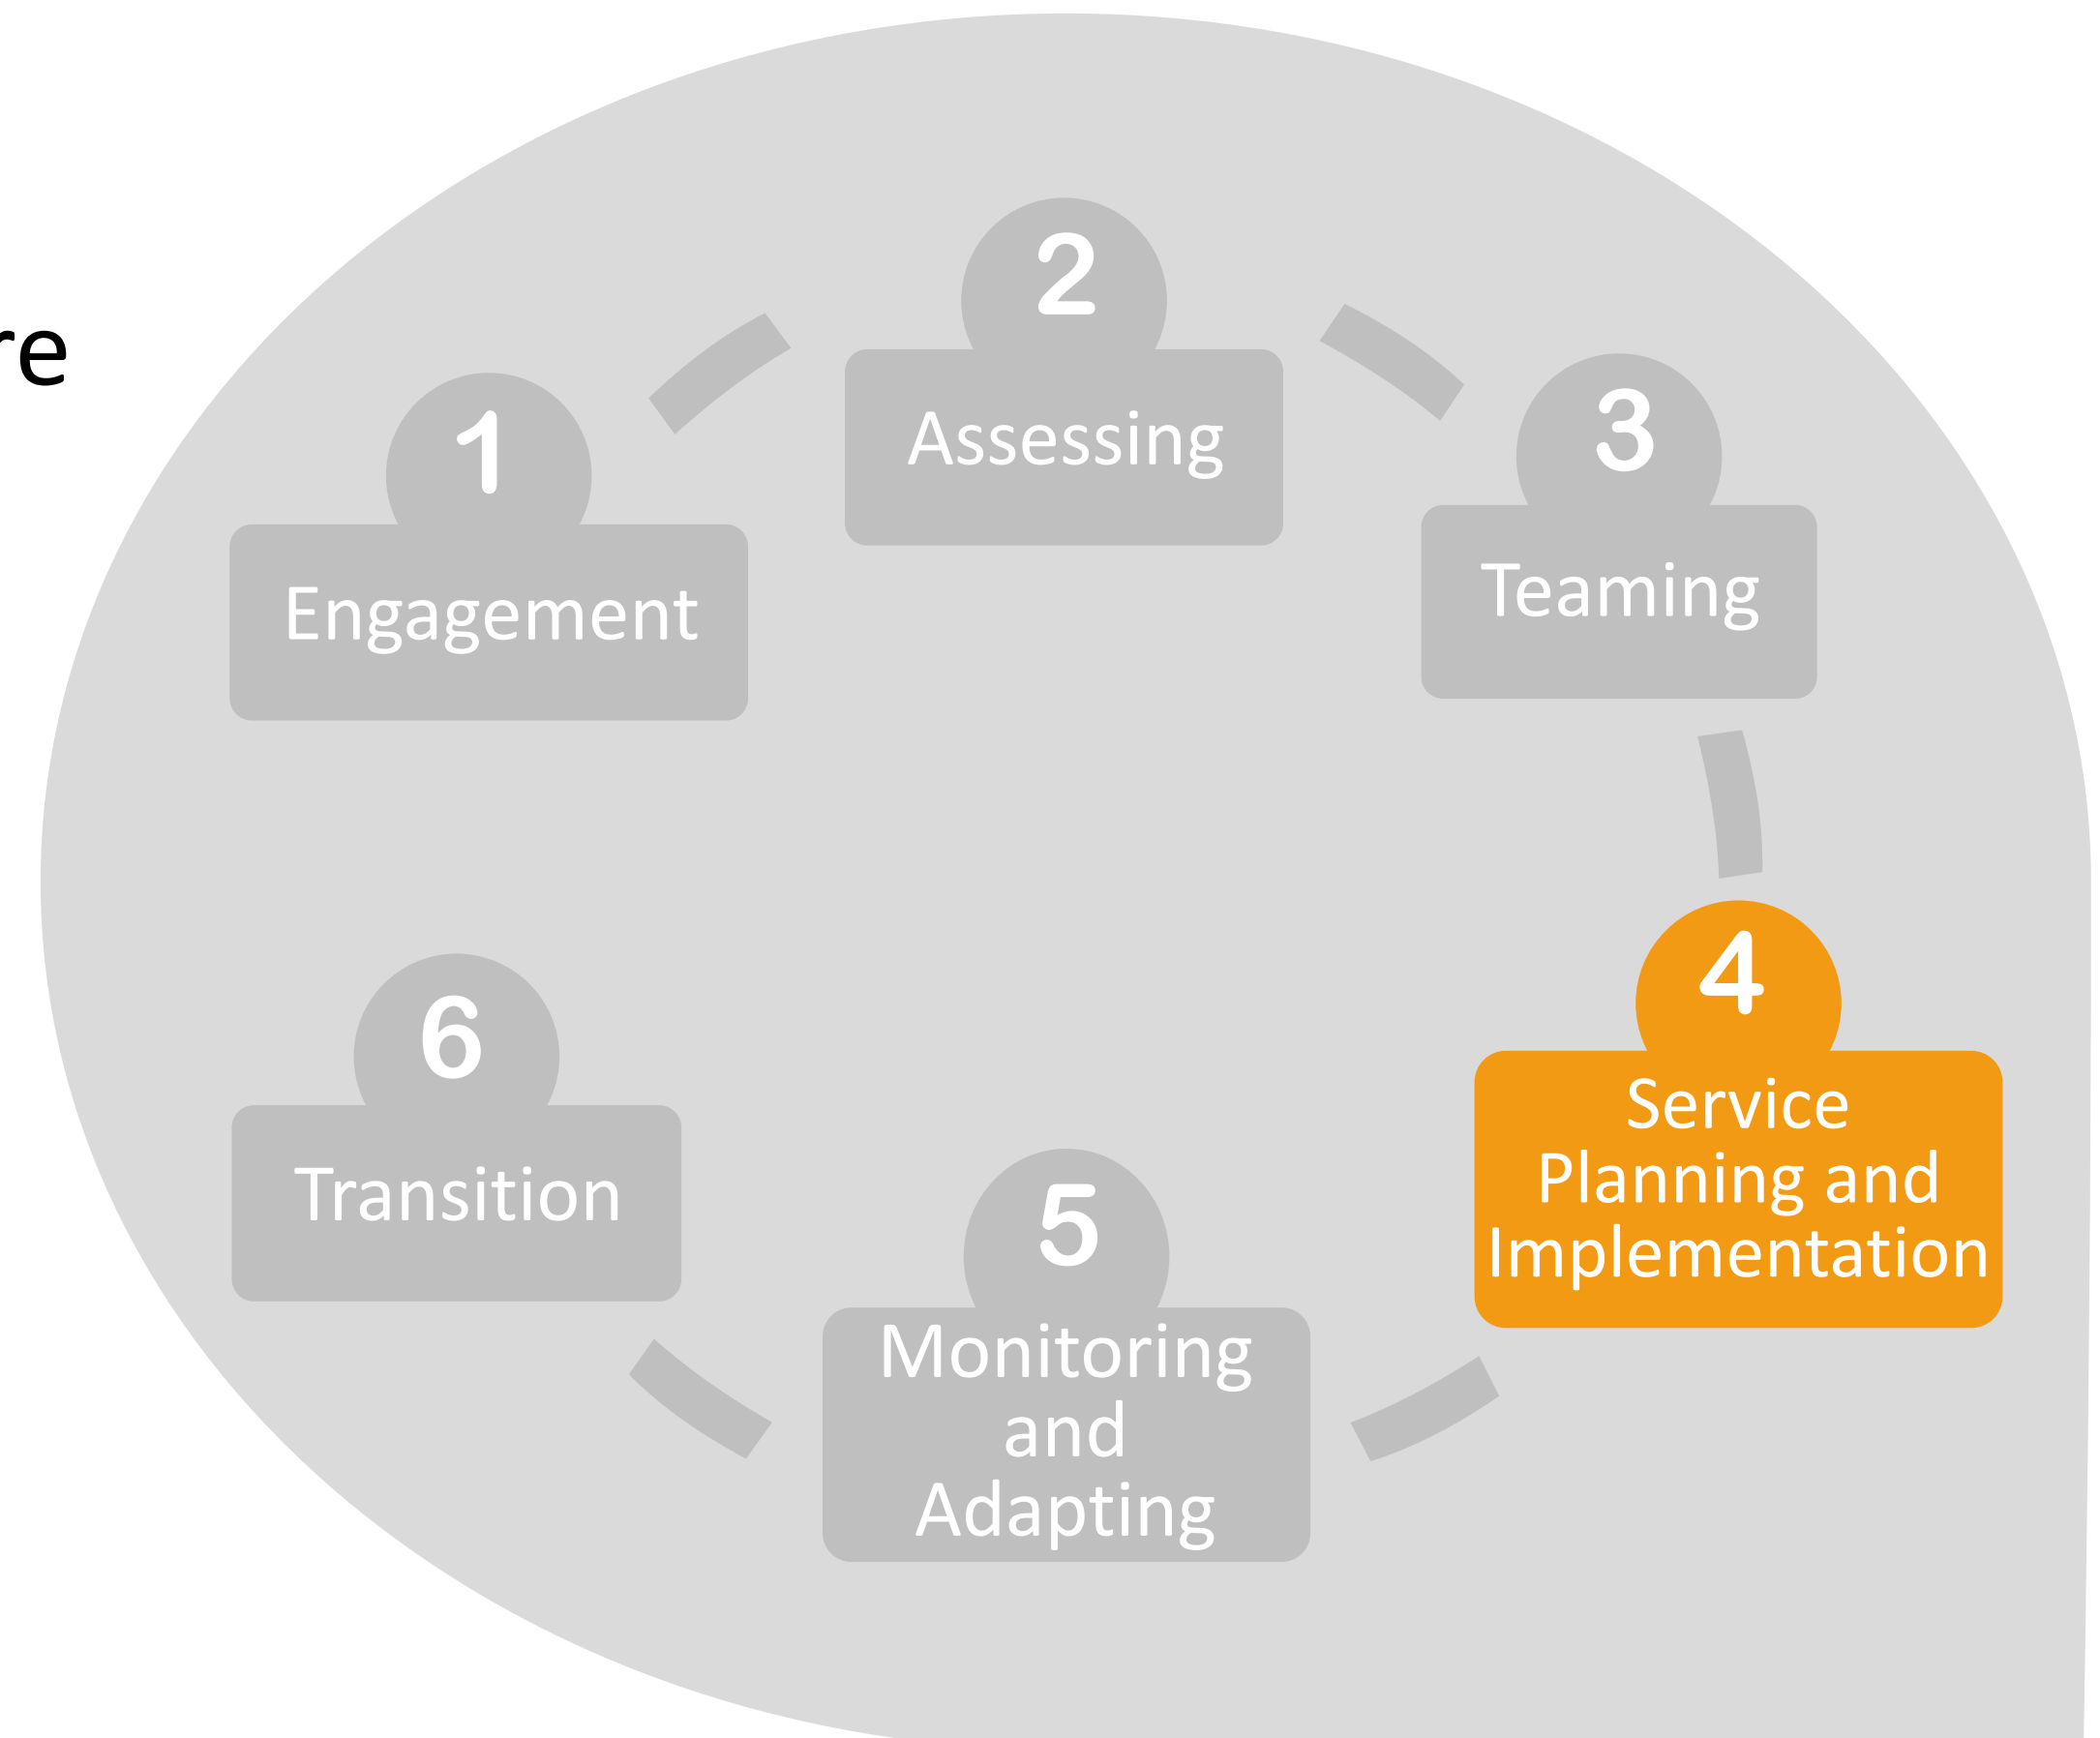 re
1
Engagement
2
Assessing
3
Teaming
4
Service
Planning and
Implementation
5
Monitoring
and
Adapting
6
Transition